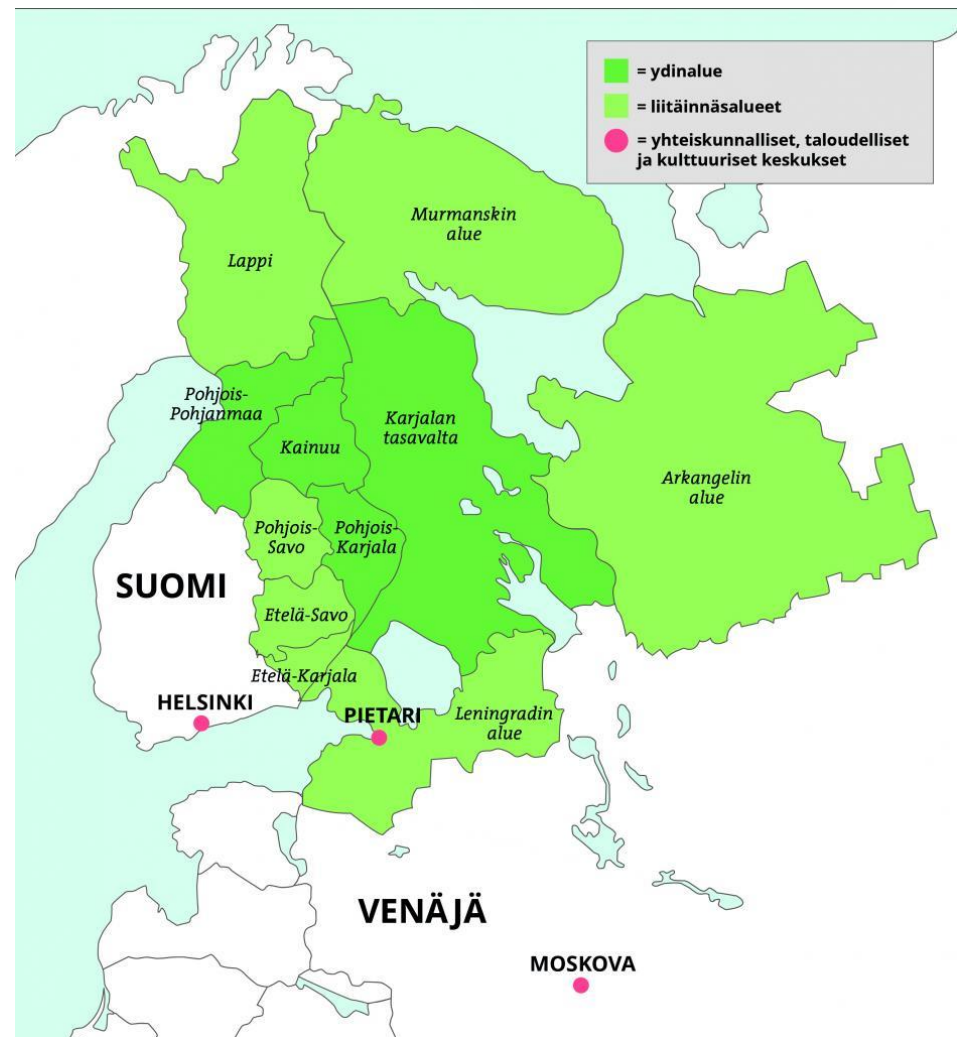 = ydinalue
= liitäinnäsalueet
= yhteiskunnalliset, taloudelliset
ja kulttuuriset keskukset
Murmanskin
alue
Lappi
Pohjois-
Pohjanmaa
Karjalan
tasavalta
Kainuu
Arkangelin
alue
Pohjois-
Savo
Pohjois-
Karjala
SUOMI
Etelä-Savo
Etelä-Karjala
HELSINKI
PIETARI
Leningradin
alue
VENÄJÄ
MOSKOVA